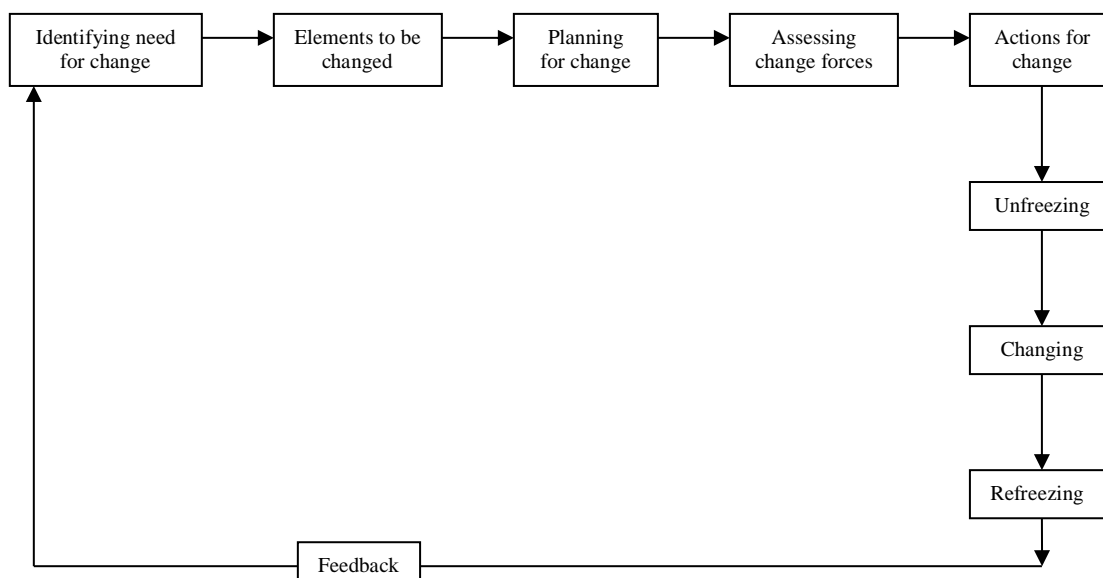 Identifying need
for change
Elements to be
changed
Planning
for change
Assessing
change forces
Actions for
change
Unfreezing
Changing
Refreezing
Feedback